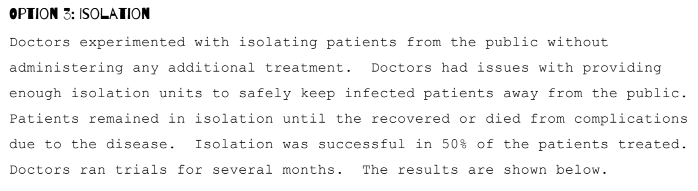 OPTION 3: ISOLATION
Doctors experimented with isolating patients from the public without
administering any additional treatment.  Doctors had issues with providing
enough isolation units to safely keep infected patients away from the public.
Patients remained in isolation until the recovered or died from complications
due to the disease.  Isolation was successful in 50% of the patients treated.
Doctors ran trials for several months.  The results are shown below.